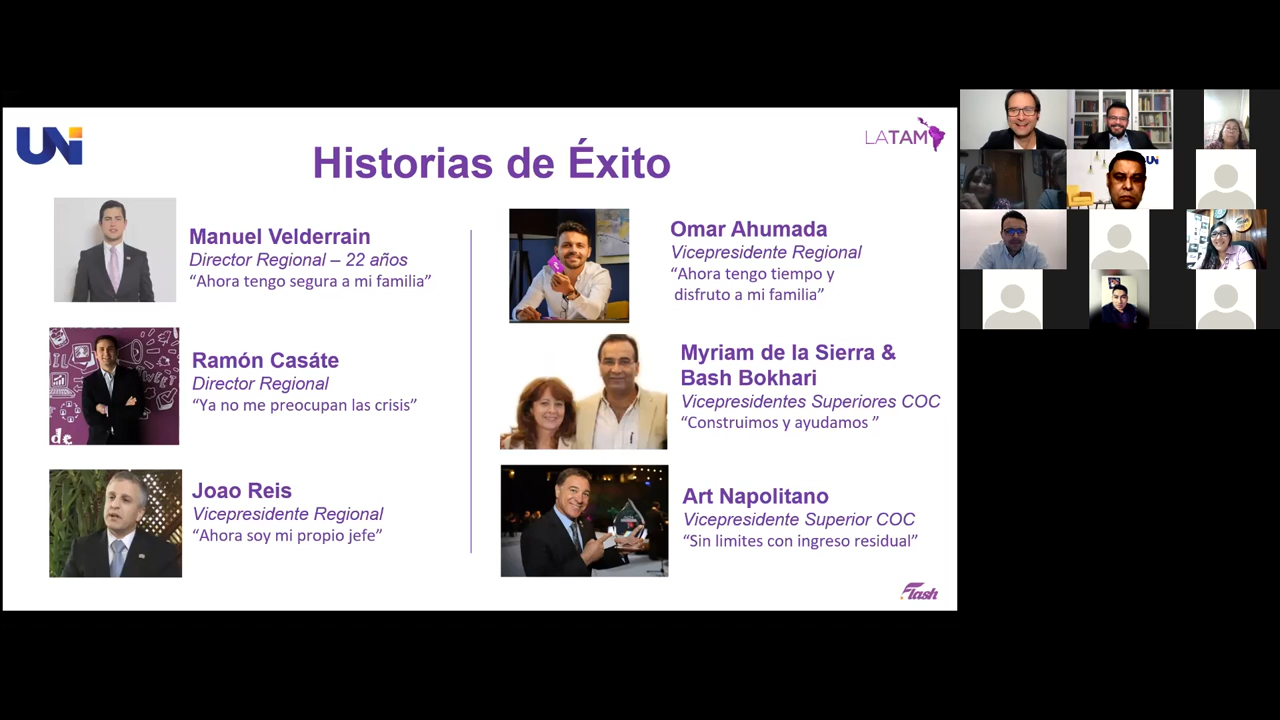 UNi
LATAM
Historias de Éxito
Manuel Velderrain
Director Regional – 22 años
“Ahora tengo segura a mi familia”
Ramón Casáte
Director Regional
“Ya no me preocupan las crisis”
Joao Reis
Vicepresidente Regional
“Ahora soy mi propio jefe”
Omar Ahumada
Vicepresidente Regional
“Ahora tengo tiempo y
disfruto a mi familia”
Myriam de la Sierra &
Bash Bokhari
Vicepresidentes Superiores COC
“Construimos y ayudamos ”
Art Napolitano
Vicepresidente Superior COC
“Sin limites con ingreso residual”
Flash